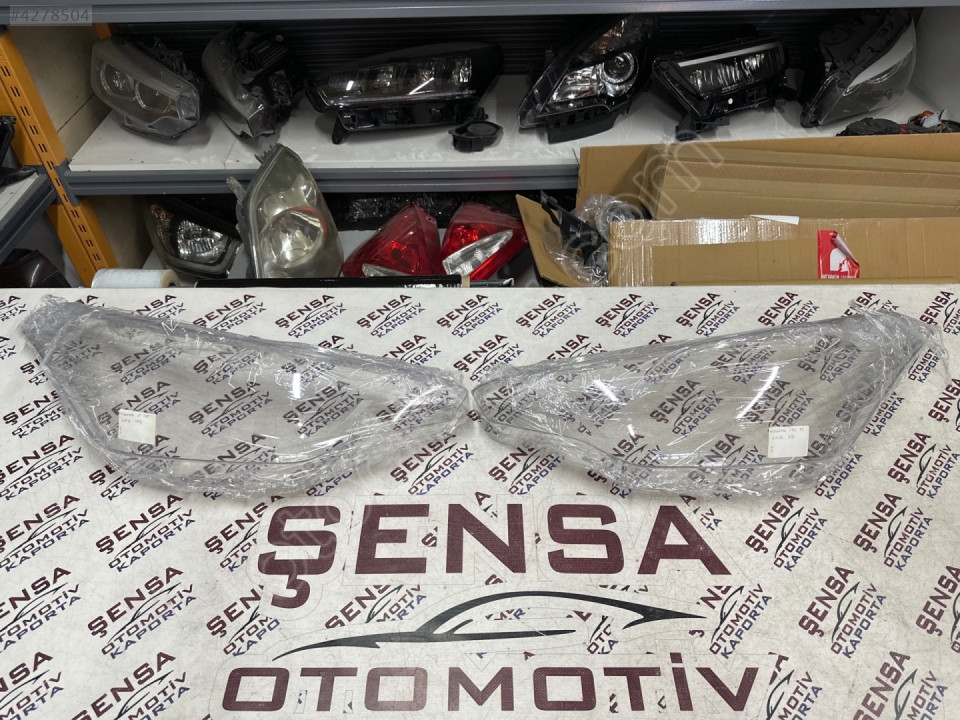 #4278504
ŞENSA
OTOMOTİV
KAPORTA
ŞENSA
OTOMOTİV